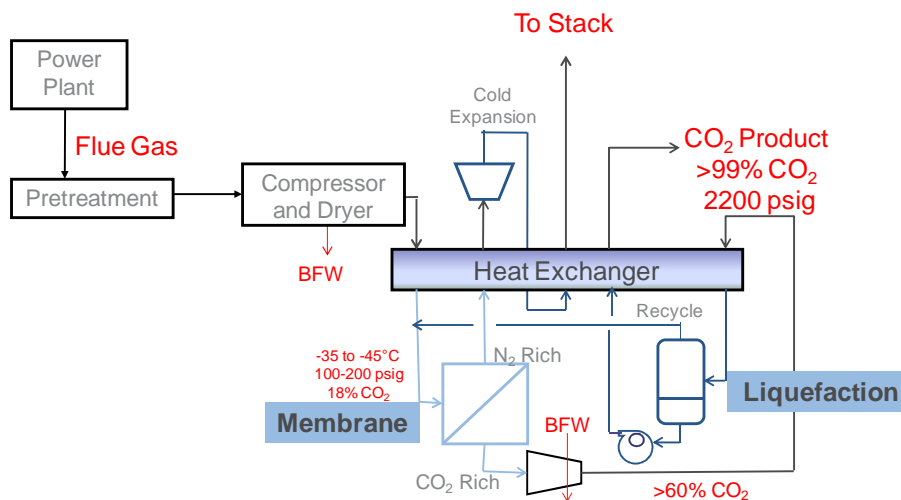 To Stack
Power
Plant
Cold
Expansion
Flue Gas
CO₂ Product
>99% CO₂
2200 psig
Pretreatment
Compressor
and Dryer
BFW
Heat Exchanger
Recycle
-35 to -45°C
100-200 psig
18% CO₂
N₂ Rich
Membrane
Liquefaction
BFW
CO₂ Rich
>60% CO₂